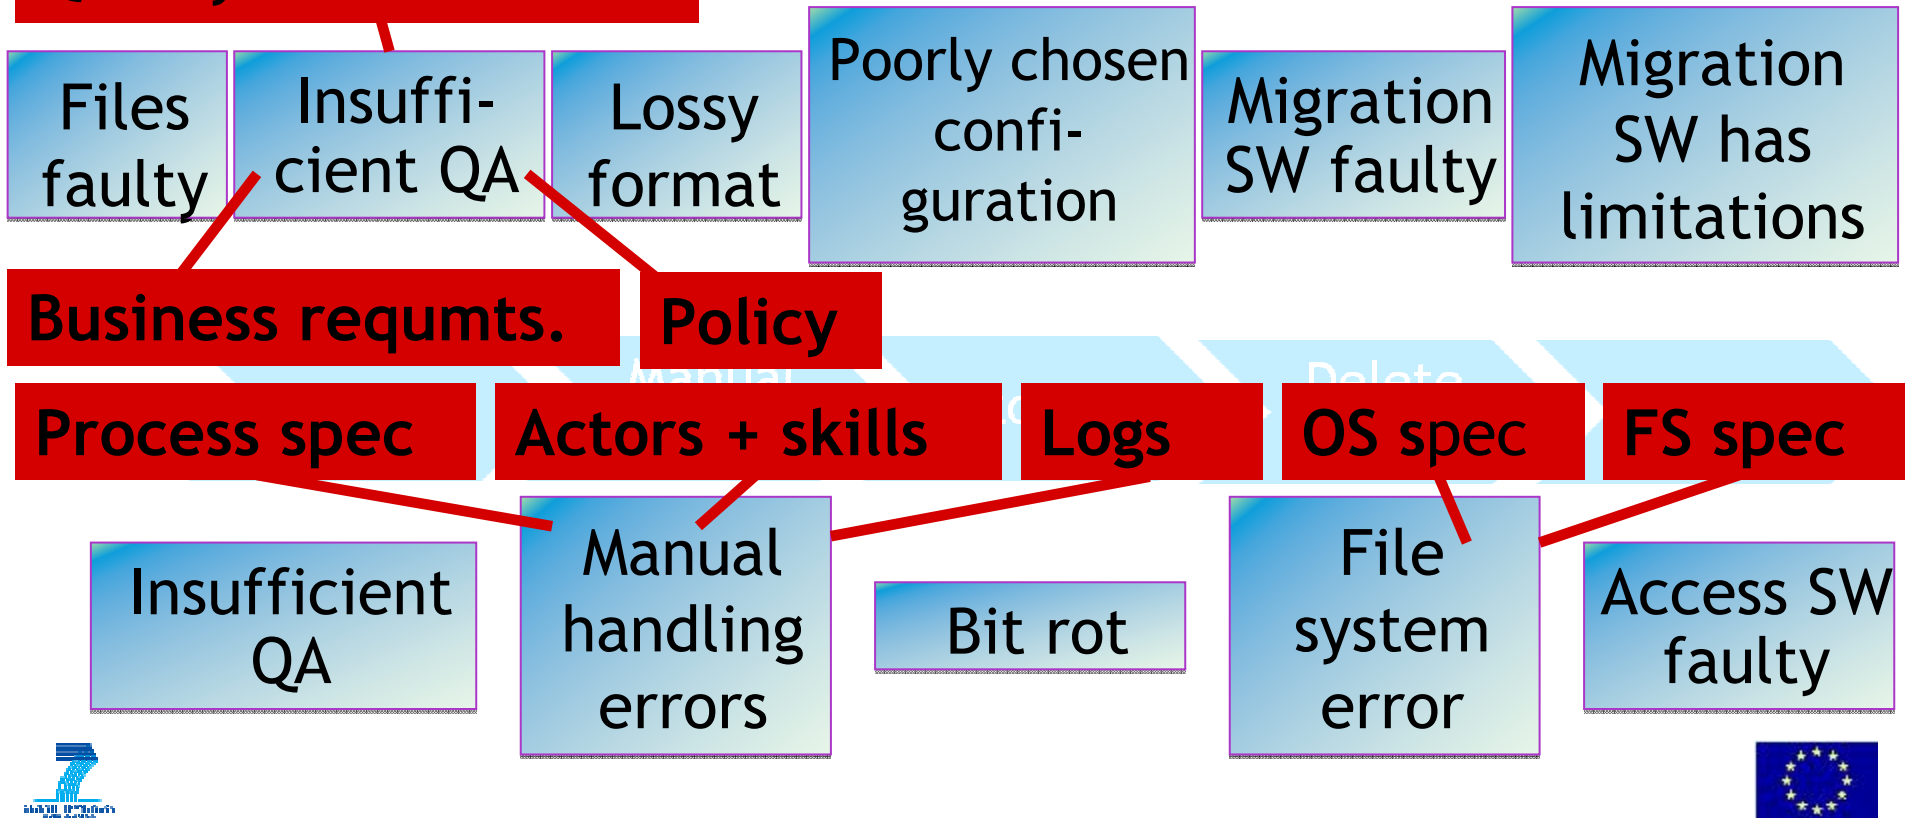 Files
faulty
Insuffi-
cient QA
Lossy
format
Poorly chosen
confi-
guration
Migration
SW faulty
Migration
SW has
limitations
Business requmts.
Policy
Manual
Delete
Process spec
Actors + skills
Logs
OS spec
FS spec
Insufficient
QA
Manual
handling
errors
Bit rot
File
system
error
Access SW
faulty